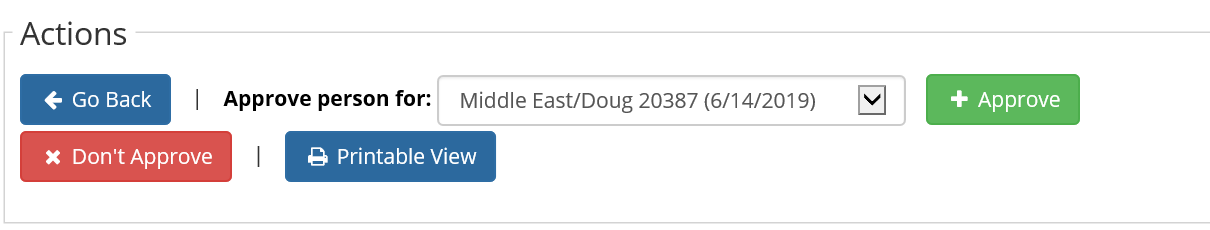 Actions
Go Back | Approve person for: Middle East/Doug 20387 (6/14/2019) Approve
Don't Approve | Printable View